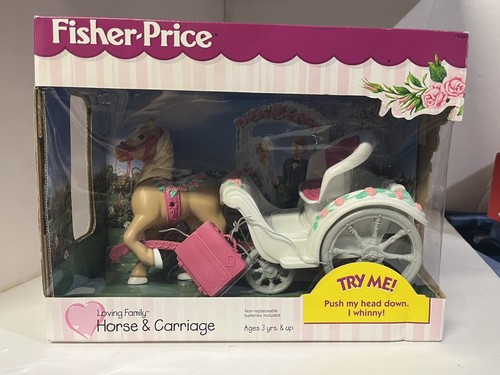 Fisher-Price®
Loving Family™
Horse & Carriage
Non-replaceable
batteries included.
Ages 3 yrs. & up
TRY ME!
Push my head down.
I whinny!